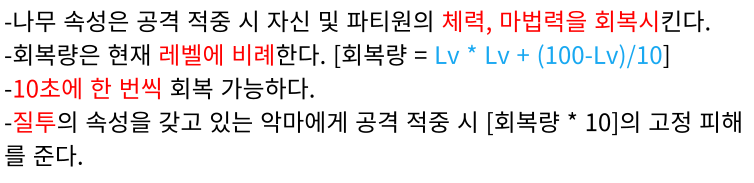 -나무 속성은 공격 적중 시 자신 및 파티원의 체력, 마법력을 회복시킨다.
-회복량은 현재 레벨에 비례한다. [회복량 = Lv * Lv + (100-Lv)/10]
-10초에 한 번씩 회복 가능하다.
-질투의 속성을 갖고 있는 악마에게 공격 적중 시 [회복량 * 10]의 고정 피해
를 준다.